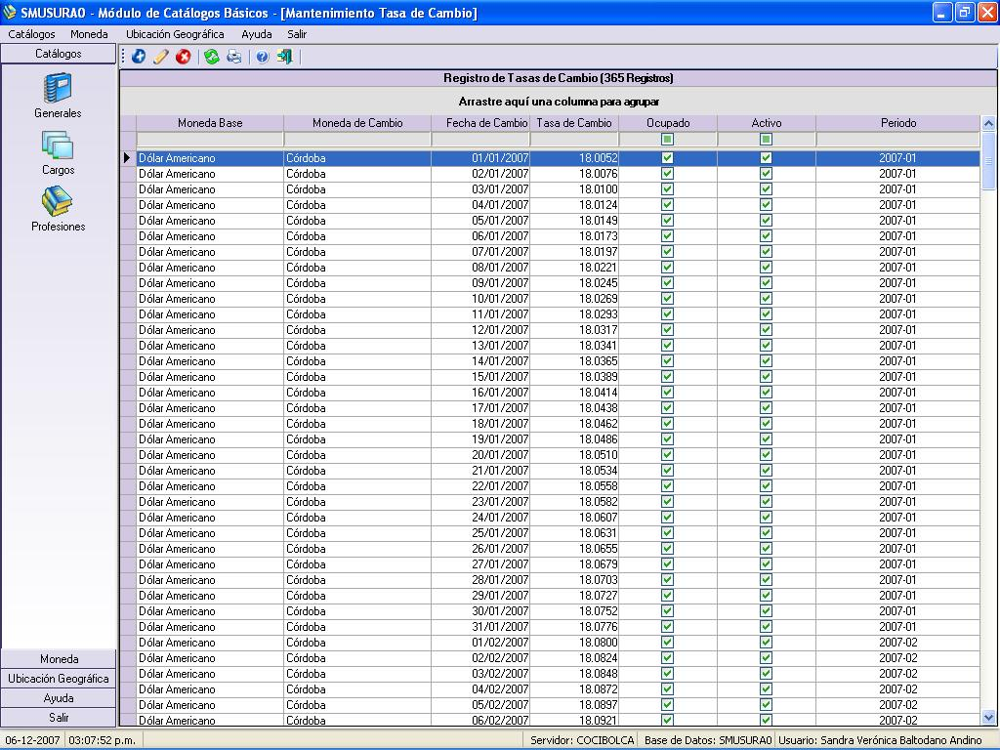 SMUSURA0 - Módulo de Catálogos Básicos - [Mantenimiento Tasa de Cambio]
Catálogos Moneda Ubicación Geográfica Ayuda Salir
Catálogos
Generales
Cargos
Profesiones
Moneda
Ubicación Geográfica
Ayuda
Salir
Registro de Tasas de Cambio (365 Registros)
Arrastre aquí una columna para agrupar
Moneda Base Moneda de Cambio Fecha de Cambio Tasa de Cambio Ocupado Activo Periodo
Dólar Americano Córdoba 01/01/2007 18.0052 2007-01
Dólar Americano Córdoba 02/01/2007 18.0076 2007-01
Dólar Americano Córdoba 03/01/2007 18.0100 2007-01
Dólar Americano Córdoba 04/01/2007 18.0124 2007-01
Dólar Americano Córdoba 05/01/2007 18.0149 2007-01
Dólar Americano Córdoba 06/01/2007 18.0173 2007-01
Dólar Americano Córdoba 07/01/2007 18.0197 2007-01
Dólar Americano Córdoba 08/01/2007 18.0221 2007-01
Dólar Americano Córdoba 09/01/2007 18.0245 2007-01
Dólar Americano Córdoba 10/01/2007 18.0269 2007-01
Dólar Americano Córdoba 11/01/2007 18.0293 2007-01
Dólar Americano Córdoba 12/01/2007 18.0317 2007-01
Dólar Americano Córdoba 13/01/2007 18.0341 2007-01
Dólar Americano Córdoba 14/01/2007 18.0365 2007-01
Dólar Americano Córdoba 15/01/2007 18.0389 2007-01
Dólar Americano Córdoba 16/01/2007 18.0414 2007-01
Dólar Americano Córdoba 17/01/2007 18.0438 2007-01
Dólar Americano Córdoba 18/01/2007 18.0462 2007-01
Dólar Americano Córdoba 19/01/2007 18.0486 2007-01
Dólar Americano Córdoba 20/01/2007 18.0510 2007-01
Dólar Americano Córdoba 21/01/2007 18.0534 2007-01
Dólar Americano Córdoba 22/01/2007 18.0558 2007-01
Dólar Americano Córdoba 23/01/2007 18.0582 2007-01
Dólar Americano Córdoba 24/01/2007 18.0607 2007-01
Dólar Americano Córdoba 25/01/2007 18.0631 2007-01
Dólar Americano Córdoba 26/01/2007 18.0655 2007-01
Dólar Americano Córdoba 27/01/2007 18.0679 2007-01
Dólar Americano Córdoba 28/01/2007 18.0703 2007-01
Dólar Americano Córdoba 29/01/2007 18.0727 2007-01
Dólar Americano Córdoba 30/01/2007 18.0752 2007-01
Dólar Americano Córdoba 31/01/2007 18.0776 2007-01
Dólar Americano Córdoba 01/02/2007 18.0800 2007-02
Dólar Americano Córdoba 02/02/2007 18.0824 2007-02
Dólar Americano Córdoba 03/02/2007 18.0848 2007-02
Dólar Americano Córdoba 04/02/2007 18.0872 2007-02
Dólar Americano Córdoba 05/02/2007 18.0897 2007-02
Dólar Americano Córdoba 06/02/2007 18.0921 2007-02
06-12-2007 03:07:52 p.m. Servidor: COCIBOLCA Base de Datos: SMUSURA0 Usuario: Sandra Verónica Baltodano Andino